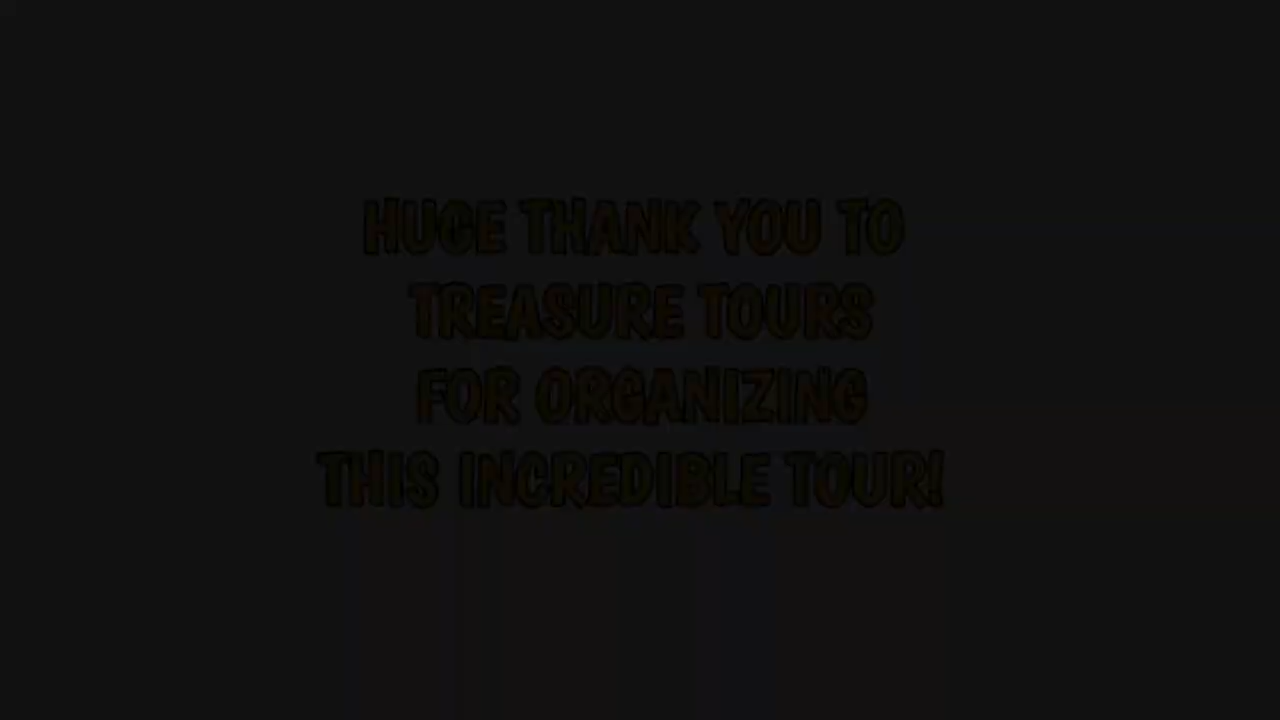 HUGE THANK YOU TO
TREASURE TOURS
FOR ORGANIZING
THIS INCREDIBLE TOUR!